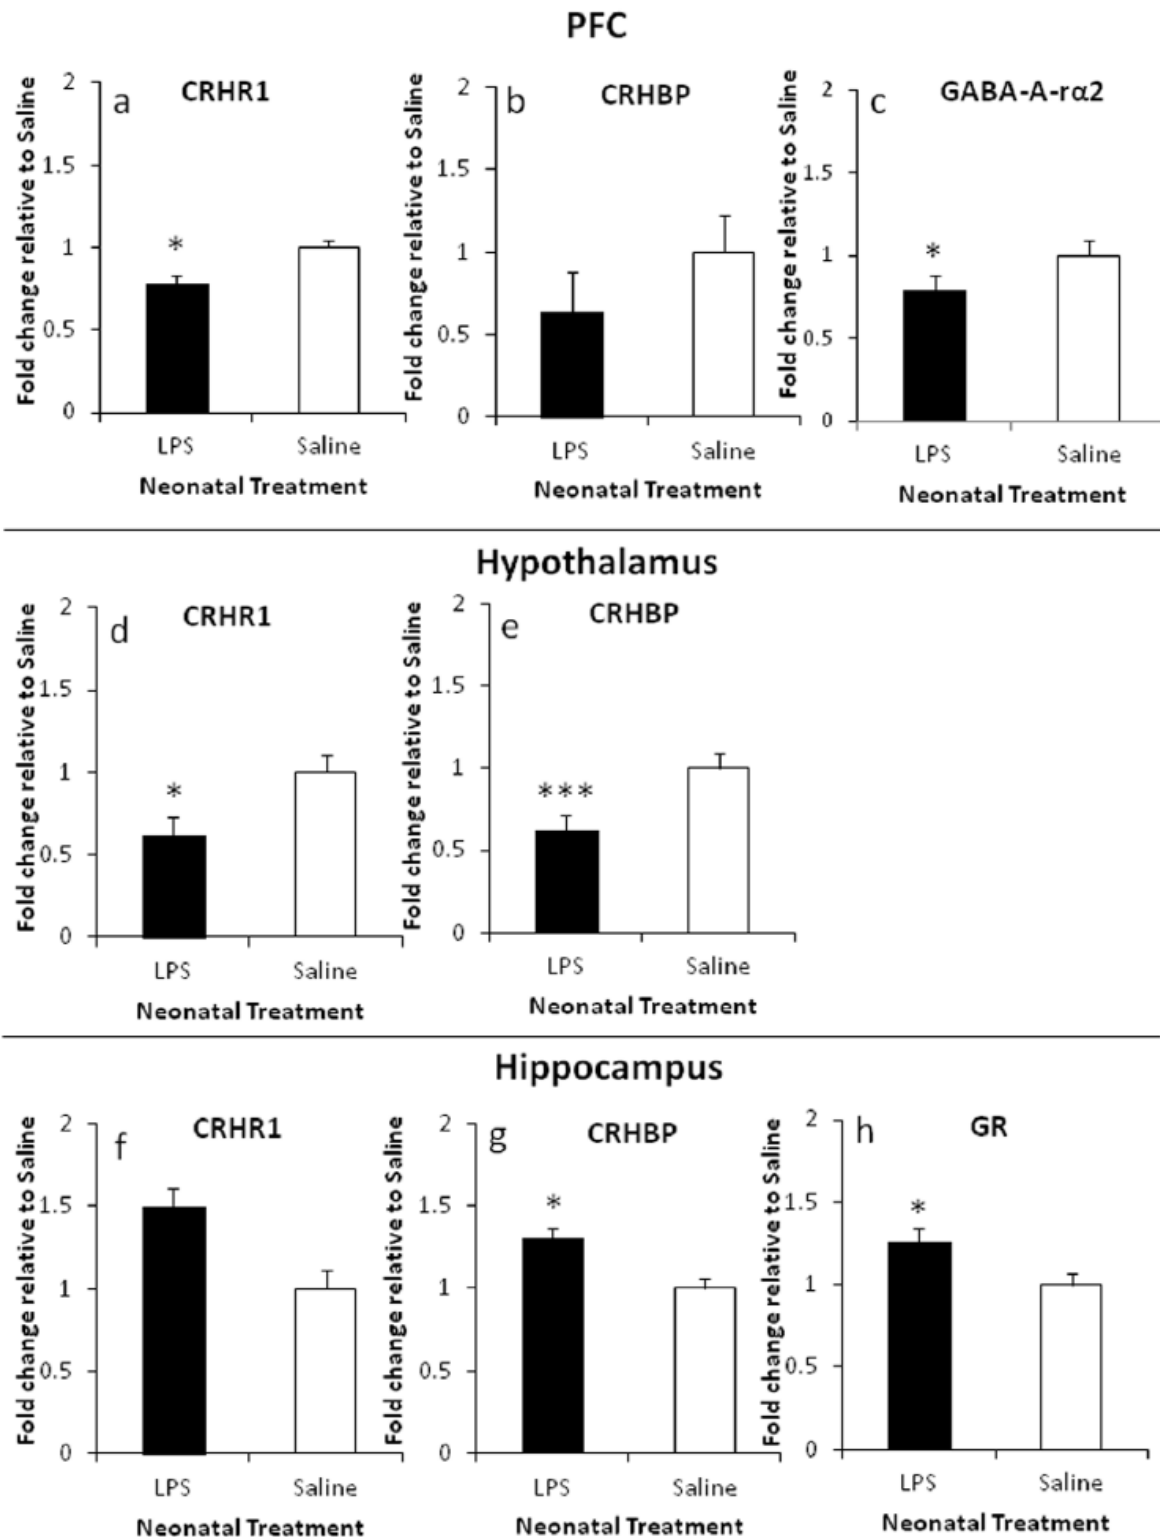 PFC
Fold change relative to Saline
2
1.5
1
0.5
0
a
CRHR1
*
LPS
Saline
Neonatal Treatment
Fold change relative to Saline
2
1.5
1
0.5
0
b
CRHBP
LPS
Saline
Neonatal Treatment
Fold change relative to Saline
2
1.5
1
0.5
0
c
GABA-A-rα2
*
LPS
Saline
Neonatal Treatment
Hypothalamus
Fold change relative to Saline
2
1.5
1
0.5
0
d
CRHR1
*
LPS
Saline
Neonatal Treatment
Fold change relative to Saline
2
1.5
1
0.5
0
e
CRHBP
***
LPS
Saline
Neonatal Treatment
Hippocampus
Fold change relative to Saline
2
1.5
1
0.5
0
f
CRHR1
LPS
Saline
Neonatal Treatment
Fold change relative to Saline
2
1.5
1
0.5
0
g
CRHBP
*
LPS
Saline
Neonatal Treatment
Fold change relative to Saline
2
1.5
1
0.5
0
h
GR
*
LPS
Saline
Neonatal Treatment